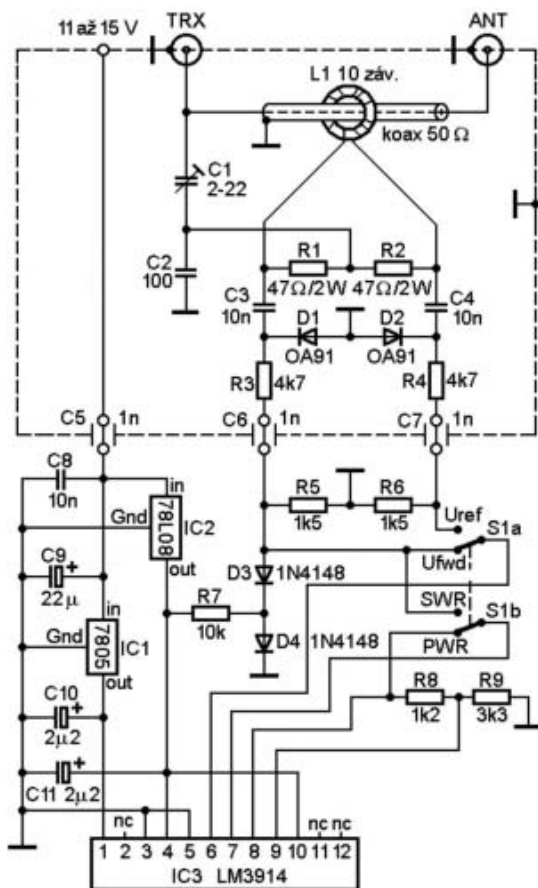 11 až 15 V
TRX
ANT
L1 10 záv.
koax 50 Ω
C1
2-22
R1
R2
C2
100
47Ω/2W
47Ω/2W
C3
10n
C4
10n
D1
D2
OA91
OA91
R3
4k7
R4
4k7
C5
1n
C6
1n
C7
1n
C8
10n
in
Gnd
78L08
IC2
out
R5
1k5
R6
1k5
Uref
S1a
Ufwd
C9
22 µ
D3
1N4148
SWR
S1b
PWR
in
Gnd
7805
IC1
out
R7
10k
D4
1N4148
R8
1k2
R9
3k3
C10
2µ2
C11
2µ2
nc
nc
nc
1 2 3 4 5 6 7 8 9 10 11 12
IC3 LM3914